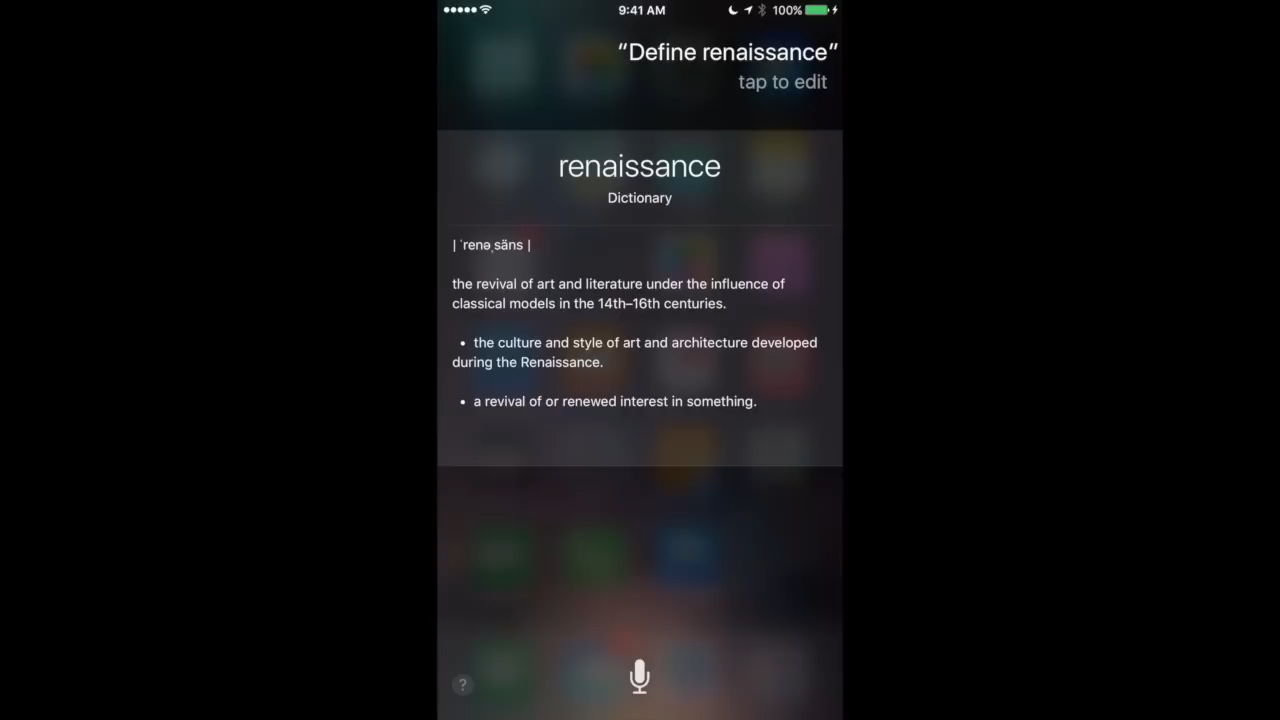 9:41 AM 100%
“Define renaissance”
tap to edit
renaissance
Dictionary
| ˈrenəˌsäns |
the revival of art and literature under the influence of
classical models in the 14th–16th centuries.
• the culture and style of art and architecture developed
during the Renaissance.
• a revival of or renewed interest in something.
?